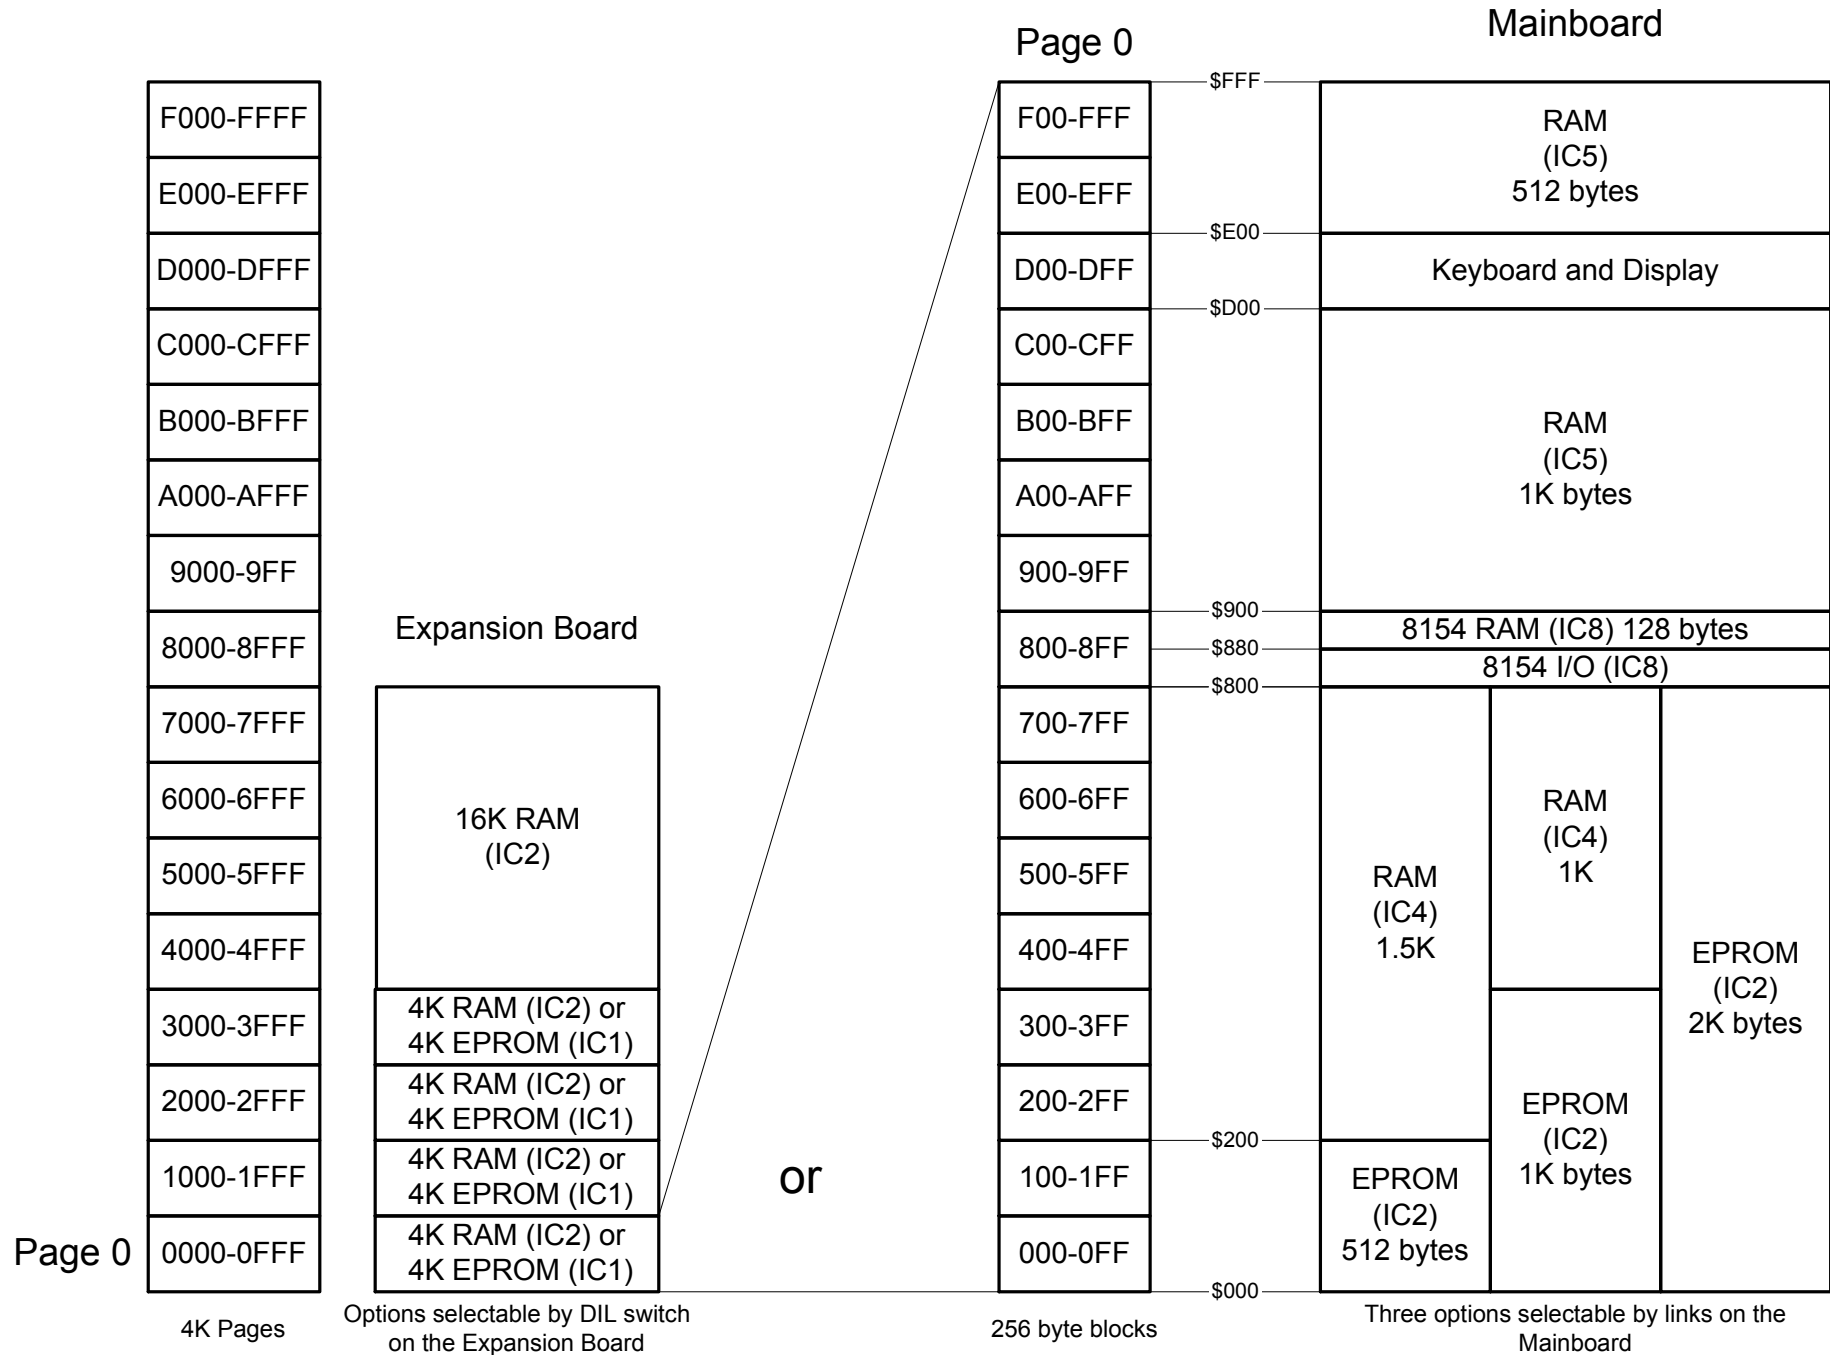 Mainboard
Page 0
F000-FFFF
E000-EFFF
D000-DFFF
C000-CFFF
B000-BFFF
A000-AFFF
9000-9FF
8000-8FFF
7000-7FFF
6000-6FFF
5000-5FFF
4000-4FFF
3000-3FFF
2000-2FFF
1000-1FFF
Page 0
0000-0FFF
4K Pages
Expansion Board
16K RAM
(IC2)
4K RAM (IC2) or
4K EPROM (IC1)
4K RAM (IC2) or
4K EPROM (IC1)
4K RAM (IC2) or
4K EPROM (IC1)
4K RAM (IC2) or
4K EPROM (IC1)
Options selectable by DIL switch
on the Expansion Board
or
F00-FFF
E00-EFF
D00-DFF
C00-CFF
B00-BFF
A00-AFF
900-9FF
800-8FF
700-7FF
600-6FF
500-5FF
400-4FF
300-3FF
200-2FF
100-1FF
000-0FF
256 byte blocks
$FFF
$E00
$D00
$900
$880
$800
$200
$000
RAM
(IC5)
512 bytes
Keyboard and Display
RAM
(IC5)
1K bytes
8154 RAM (IC8) 128 bytes
8154 I/O (IC8)
RAM
(IC4)
1.5K
EPROM
(IC2)
512 bytes
RAM
(IC4)
1K
EPROM
(IC2)
1K bytes
EPROM
(IC2)
2K bytes
Three options selectable by links on the
Mainboard